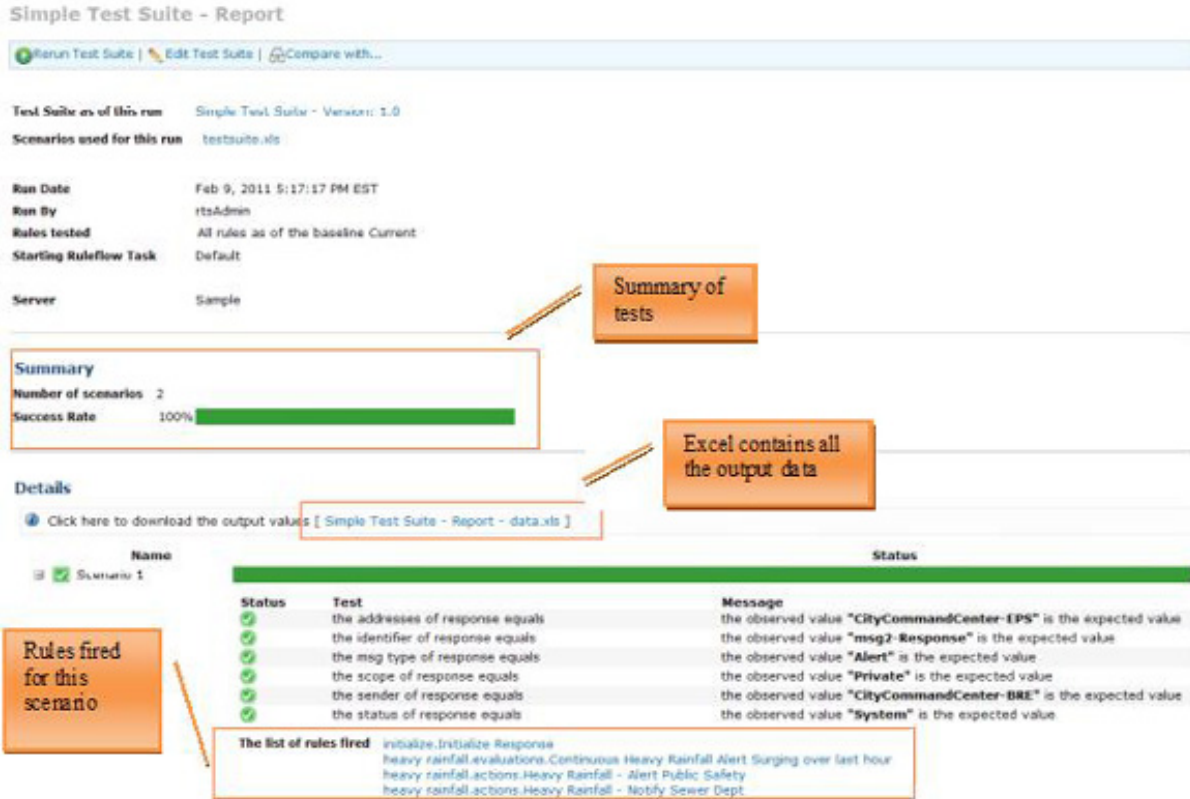 Simple Test Suite - Report
Rerun Test Suite | Edit Test Suite | Compare with...
Test Suite as of this run Simple Test Suite - Version: 1.0
Scenarios used for this run testsuite.xls
Run Date Feb 9, 2011 5:17:17 PM EST
Run By rtsAdmin
Rules tested All rules as of the baseline Current
Starting Ruleflow Task Default
Server Sample
Summary of
tests
Summary
Number of scenarios 2
Success Rate 100%
Excel contains all
the output data
Details
Click here to download the output values [ Simple Test Suite - Report - data.xls ]
Name Status
Scenario 1
Status Test Message
the addresses of response equals the observed value "CityCommandCenter-EPS" is the expected value
the identifier of response equals the observed value "msg2-Response" is the expected value
the msg type of response equals the observed value "Alert" is the expected value
the scope of response equals the observed value "Private" is the expected value
the sender of response equals the observed value "CityCommandCenter-BRE" is the expected value
the status of response equals the observed value "System" is the expected value
Rules fired
for this
scenario
The list of rules fired initialize.Initialize Response
heavy rainfall.evaluations.Continuous Heavy Rainfall Alert Surging over last hour
heavy rainfall.actions.Heavy Rainfall - Alert Public Safety
heavy rainfall.actions.Heavy Rainfall - Notify Sewer Dept